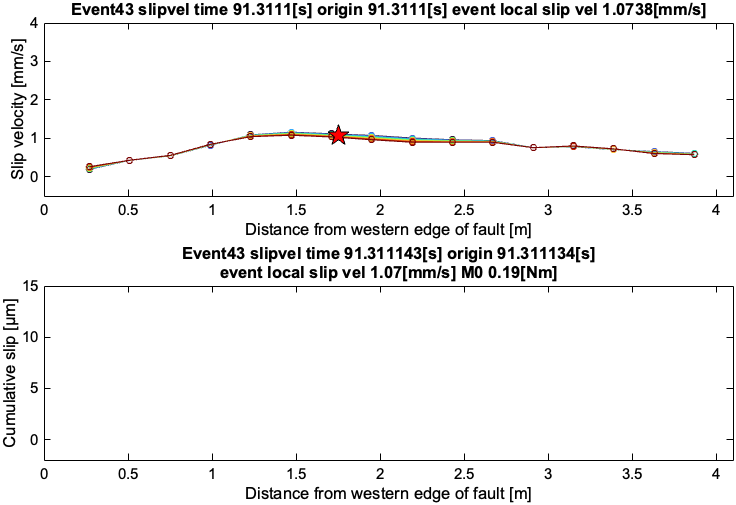 Event43 slipvel time 91.3111[s] origin 91.3111[s] event local slip vel 1.0738[mm/s]
4
3
2
1
0
Slip velocity [mm/s]
0 0.5 1 1.5 2 2.5 3 3.5 4
Distance from western edge of fault [m]
Event43 slipvel time 91.311143[s] origin 91.311134[s]
event local slip vel 1.07[mm/s] M0 0.19[Nm]
15
10
5
0
Cumulative slip [μm]
0 0.5 1 1.5 2 2.5 3 3.5 4
Distance from western edge of fault [m]